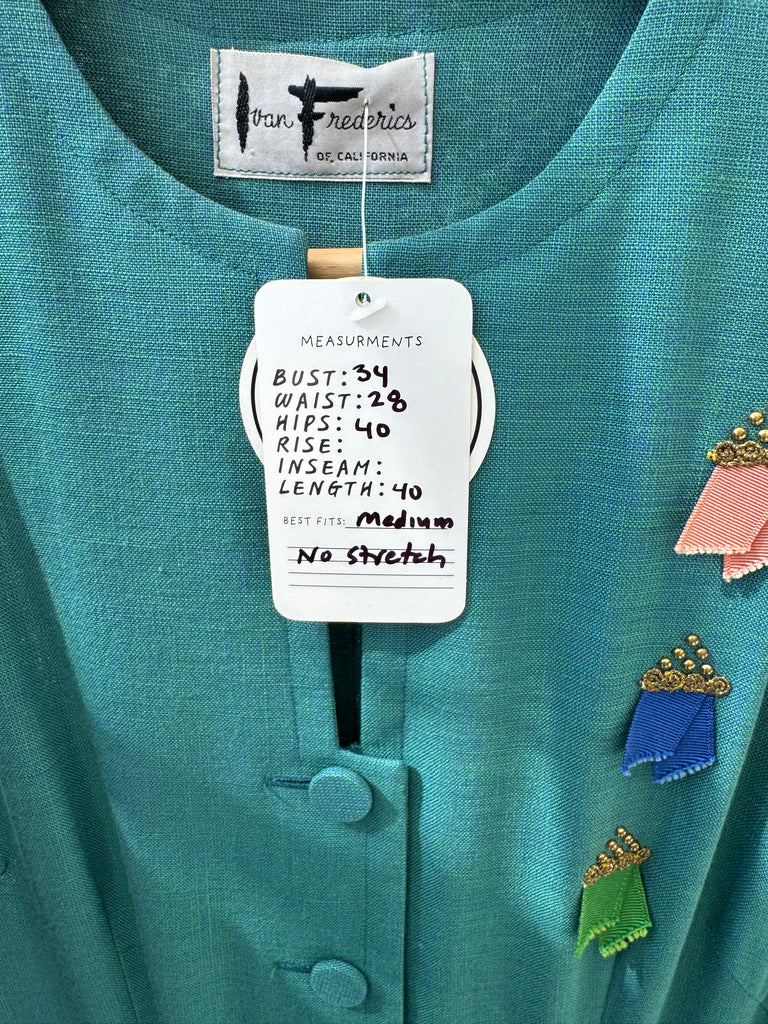 Ivan Frederics
OF CALIFORNIA
MEASURMENTS
BUST: 34
WAIST: 28
HIPS: 40
RISE:
INSEAM:
LENGTH: 40
BEST FITS: Medium
No stretch